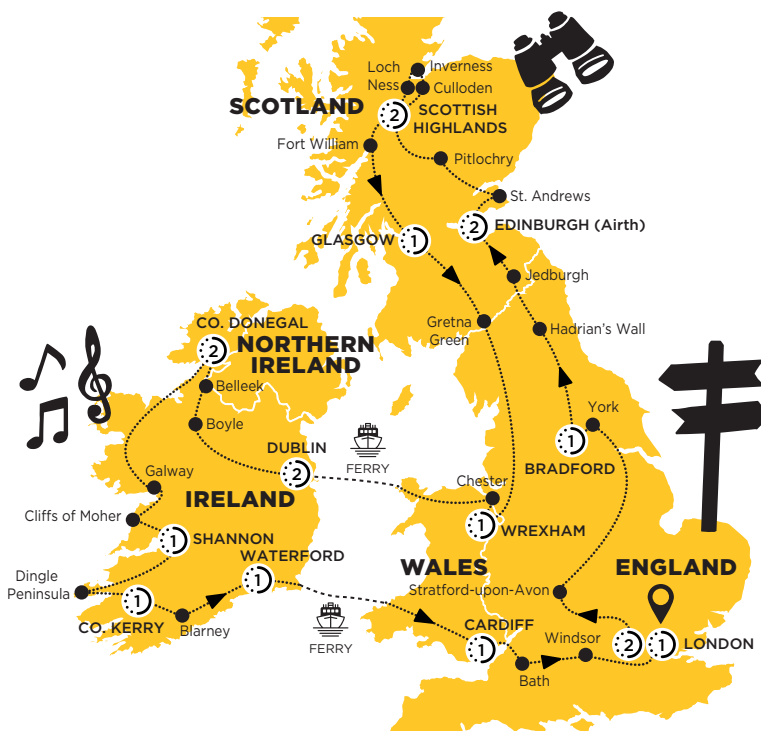 Loch
Ness
Inverness
Culloden
SCOTLAND
2
SCOTTISH
HIGHLANDS
Fort William
Pitlochry
St. Andrews
GLASGOW
1
2
EDINBURGH (Airth)
Jedburgh
Gretna
Green
Hadrian's Wall
CO. DONEGAL
2
NORTHERN
IRELAND
Belleek
Boyle
DUBLIN
2
FERRY
York
1
BRADFORD
Galway
IRELAND
Chester
Cliffs of Moher
1
SHANNON
1
WREXHAM
WATERFORD
1
WALES
ENGLAND
Dingle
Peninsula
Stratford-upon-Avon
1
CO. KERRY
Blarney
FERRY
CARDIFF
1
Windsor
2
1
LONDON
Bath